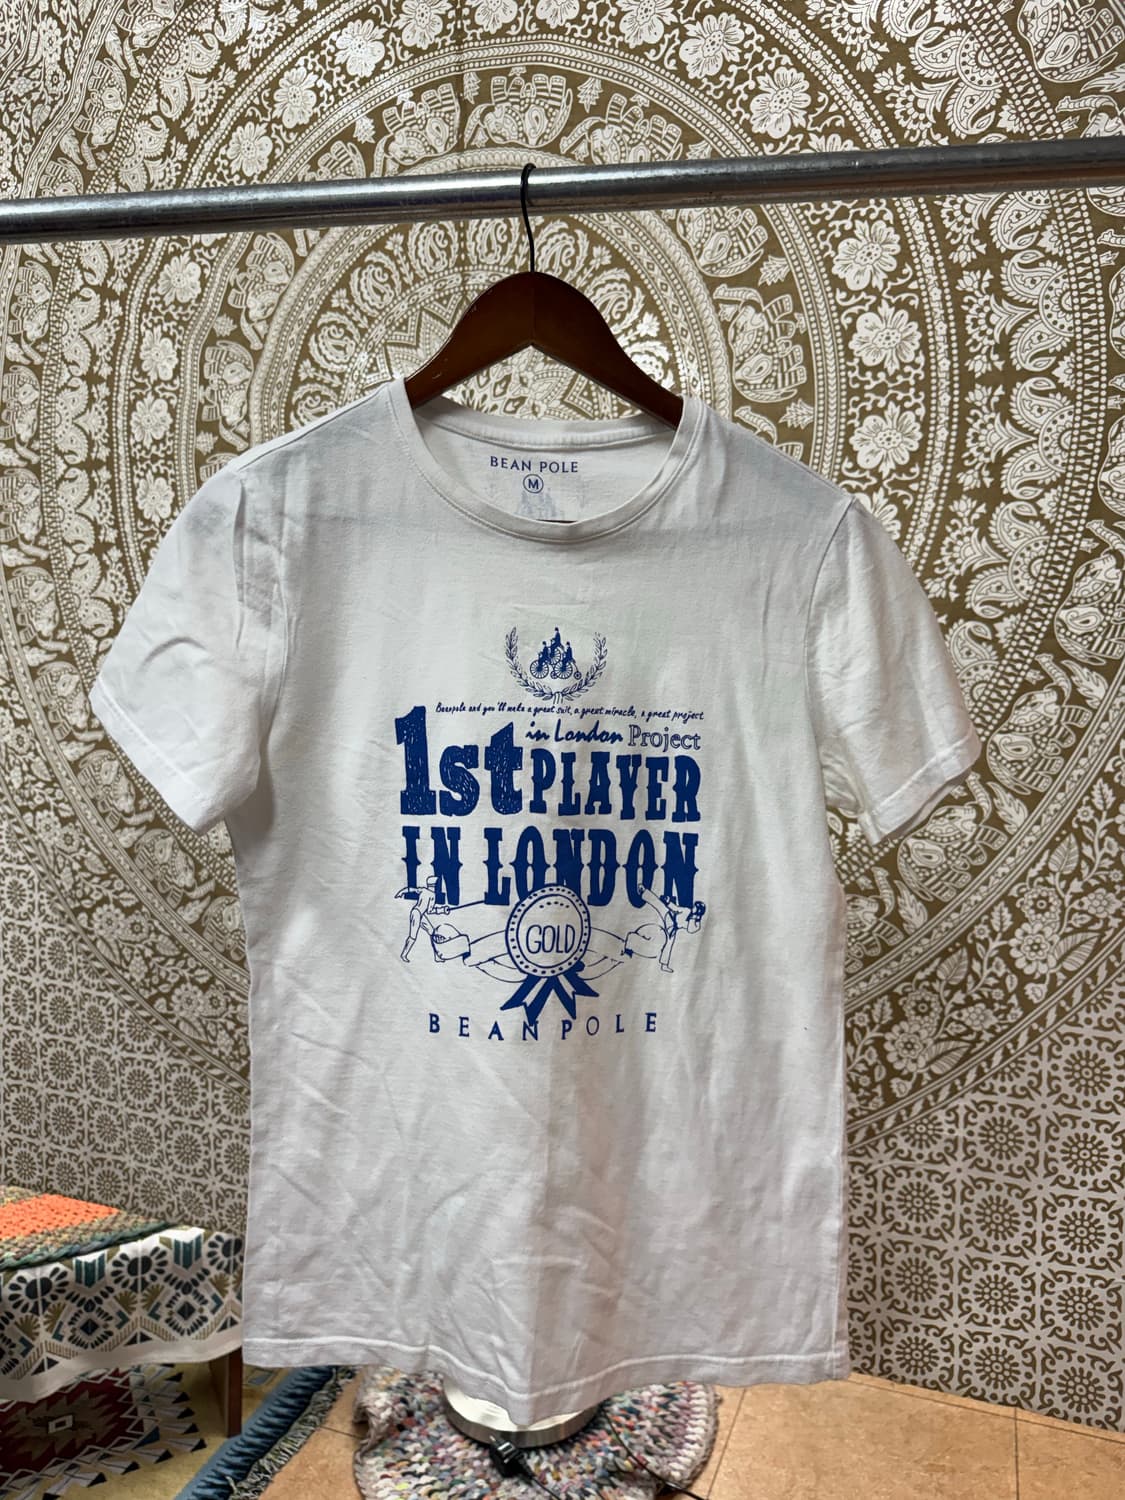 BEAN POLE
M
Beanpole and you'll make a great suit, a great miracle, a great project
in London Project
1st PLAYER
IN LONDON
GOLD
BEANPOLE